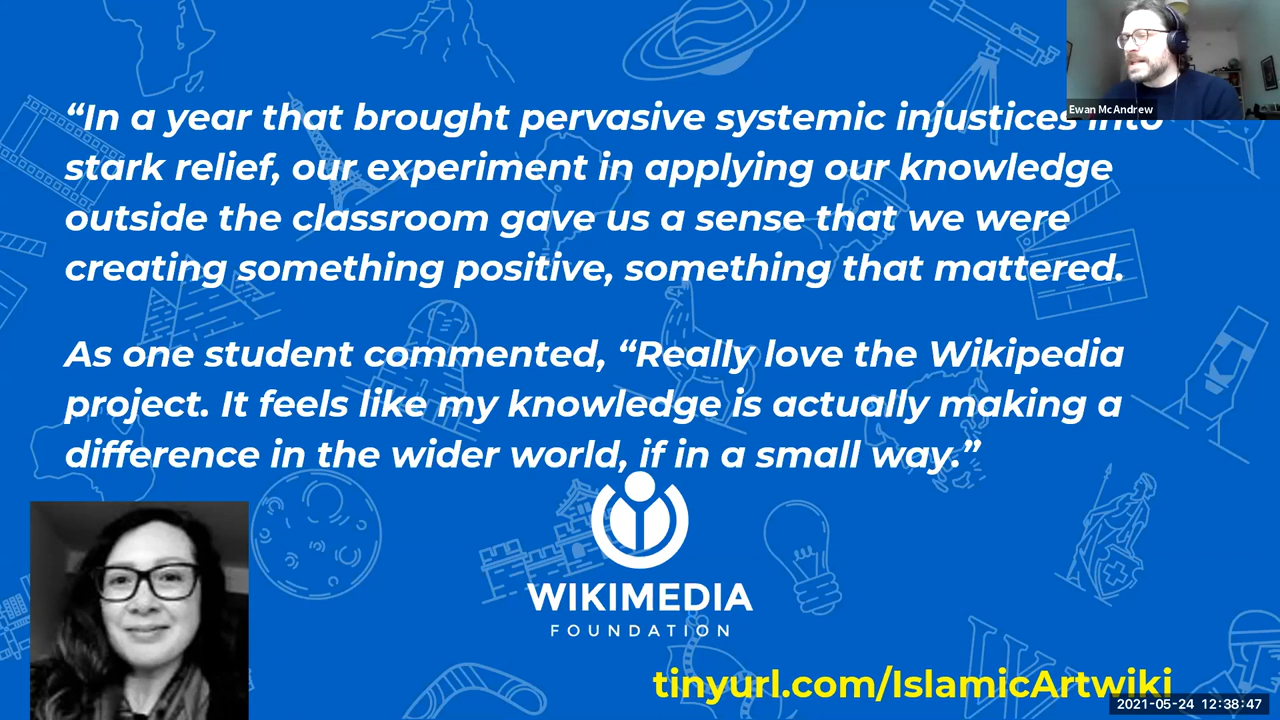 “In a year that brought pervasive systemic injustices into
stark relief, our experiment in applying our knowledge
outside the classroom gave us a sense that we were
creating something positive, something that mattered.
As one student commented, “Really love the Wikipedia
project. It feels like my knowledge is actually making a
difference in the wider world, if in a small way.”
WIKIMEDIA
FOUNDATION
tinyurl.com/IslamicArtwiki
Ewan McAndrew
2021-05-24 12:38:47